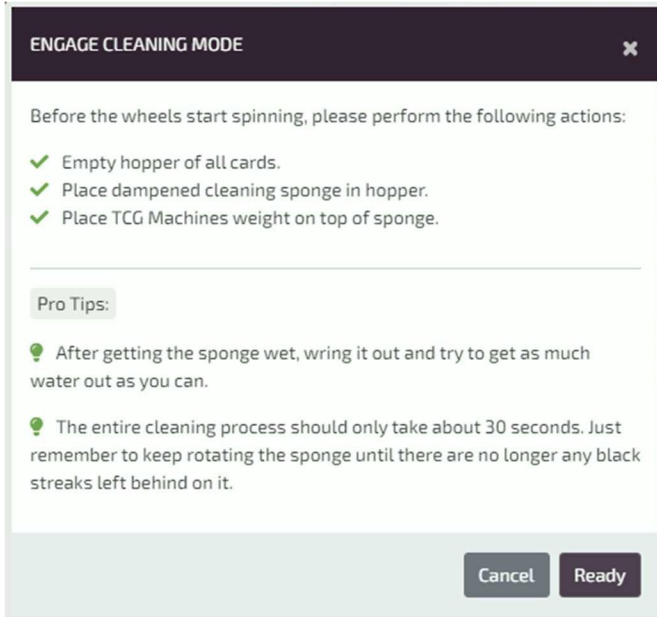 ENGAGE CLEANING MODE
Before the wheels start spinning, please perform the following actions:
Empty hopper of all cards.
Place dampened cleaning sponge in hopper.
Place TCG Machines weight on top of sponge.
Pro Tips:
After getting the sponge wet, wring it out and try to get as much
water out as you can.
The entire cleaning process should only take about 30 seconds. Just
remember to keep rotating the sponge until there are no longer any black
streaks left behind on it.
Cancel
Ready